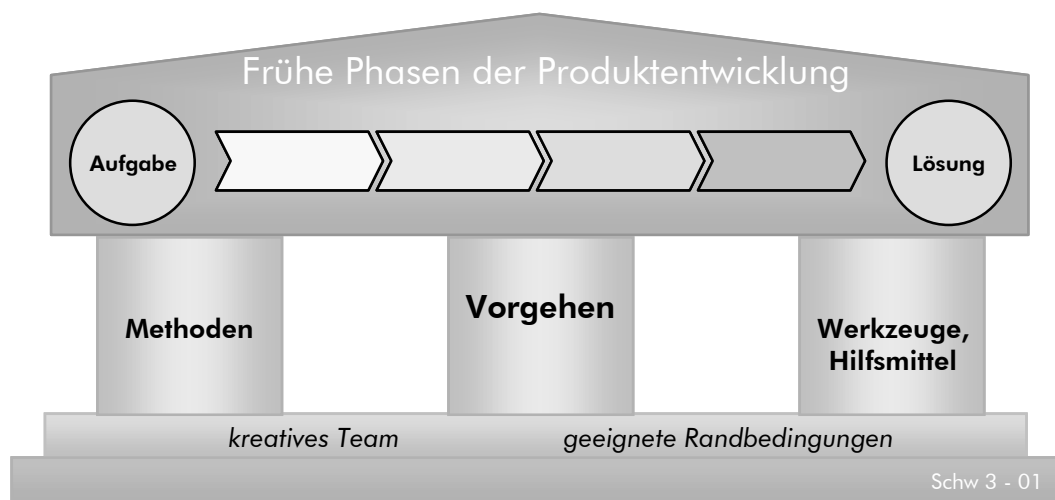 Frühe Phasen der Produktentwicklung
Aufgabe
Lösung
Methoden
Vorgehen
Werkzeuge,
Hilfsmittel
kreatives Team
geeignete Randbedingungen
Schw 3 - 01